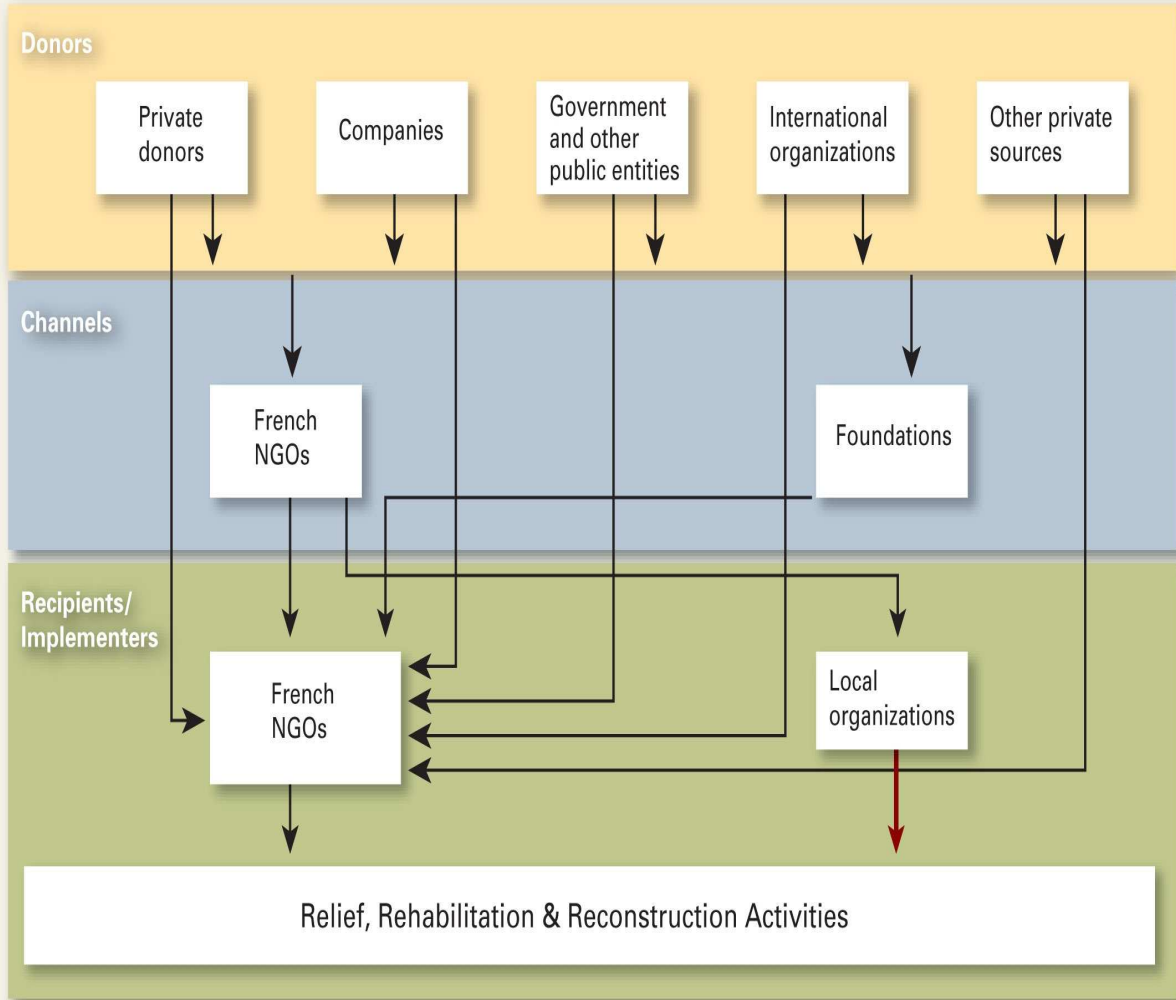 Donors
Private
donors
Companies
Government
and other
public entities
International
organizations
Other private
sources
Channels
French
NGOs
Foundations
Recipients/
Implementers
French
NGOs
Local
organizations
Relief, Rehabilitation & Reconstruction Activities